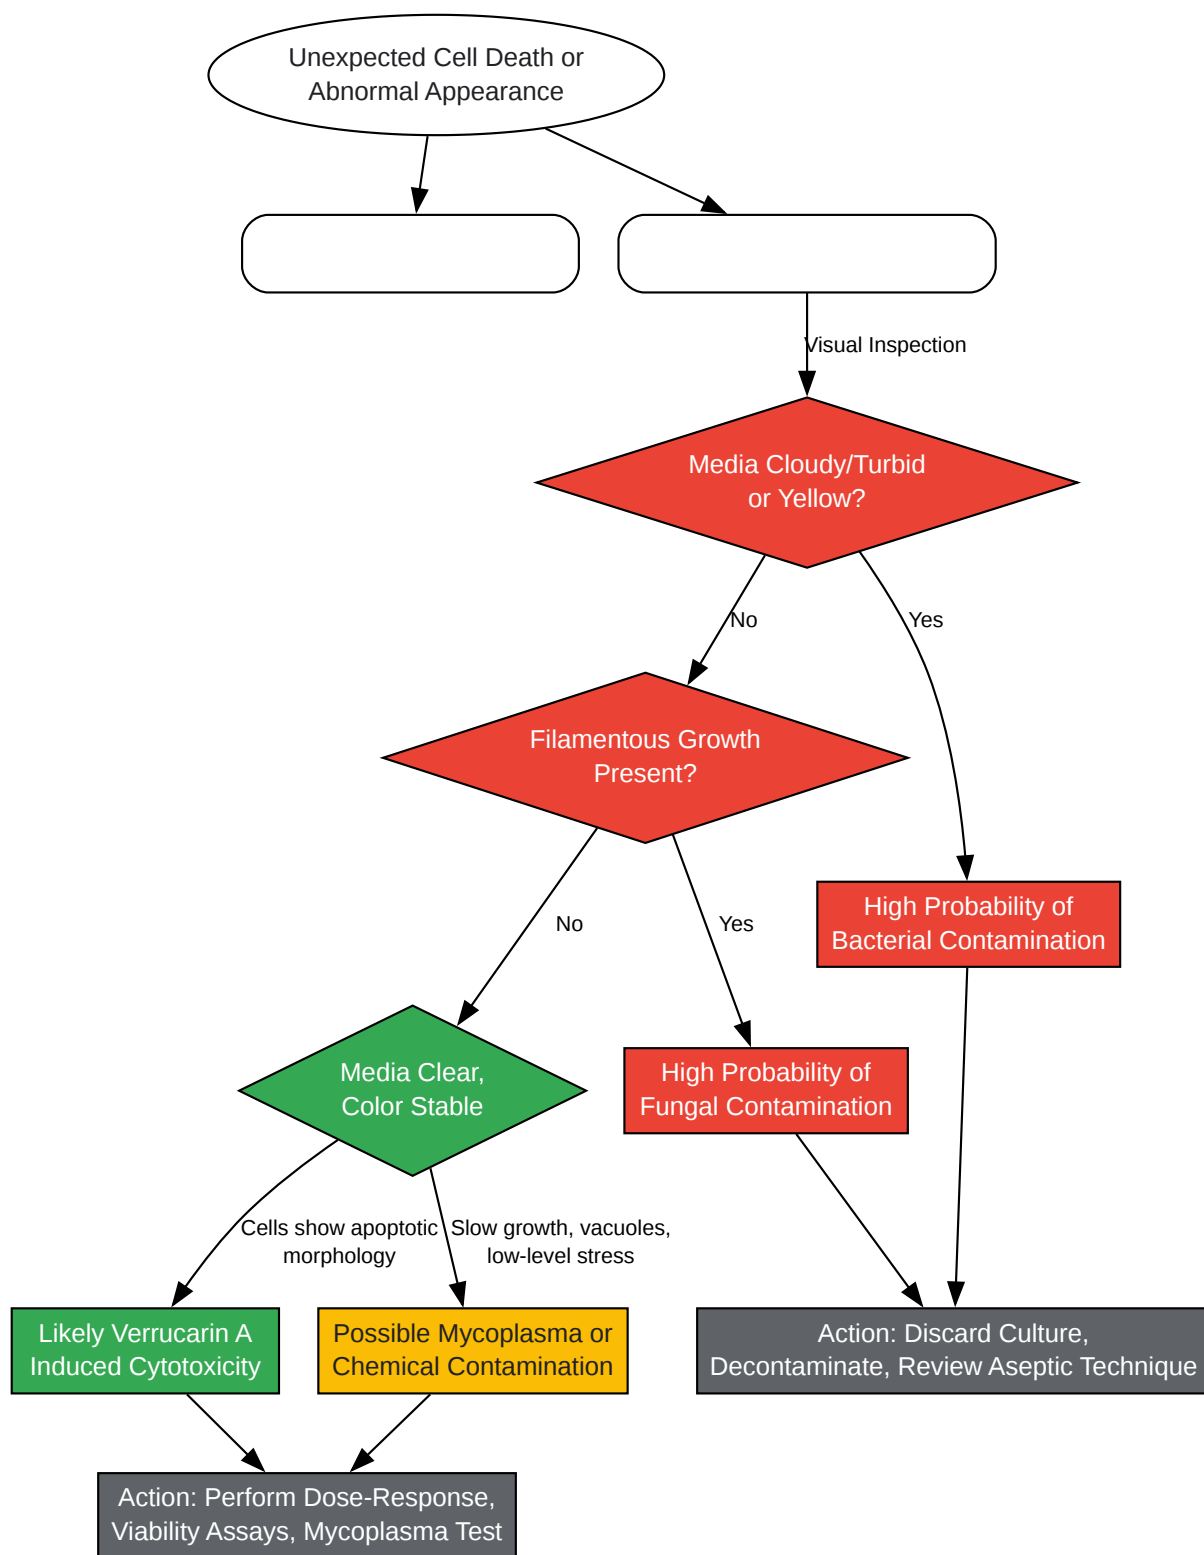 Unexpected Cell Death or
Abnormal Appearance
Visual Inspection
Media Cloudy/Turbid
or Yellow?
No
Yes
Filamentous Growth
Present?
No
Yes
High Probability of
Bacterial Contamination
Media Clear,
Color Stable
High Probability of
Fungal Contamination
Cells show apoptotic
morphology
Slow growth, vacuoles,
low-level stress
Likely Verrucarin A
Induced Cytotoxicity
Possible Mycoplasma or
Chemical Contamination
Action: Discard Culture,
Decontaminate, Review Aseptic Technique
Action: Perform Dose-Response,
Viability Assays, Mycoplasma Test